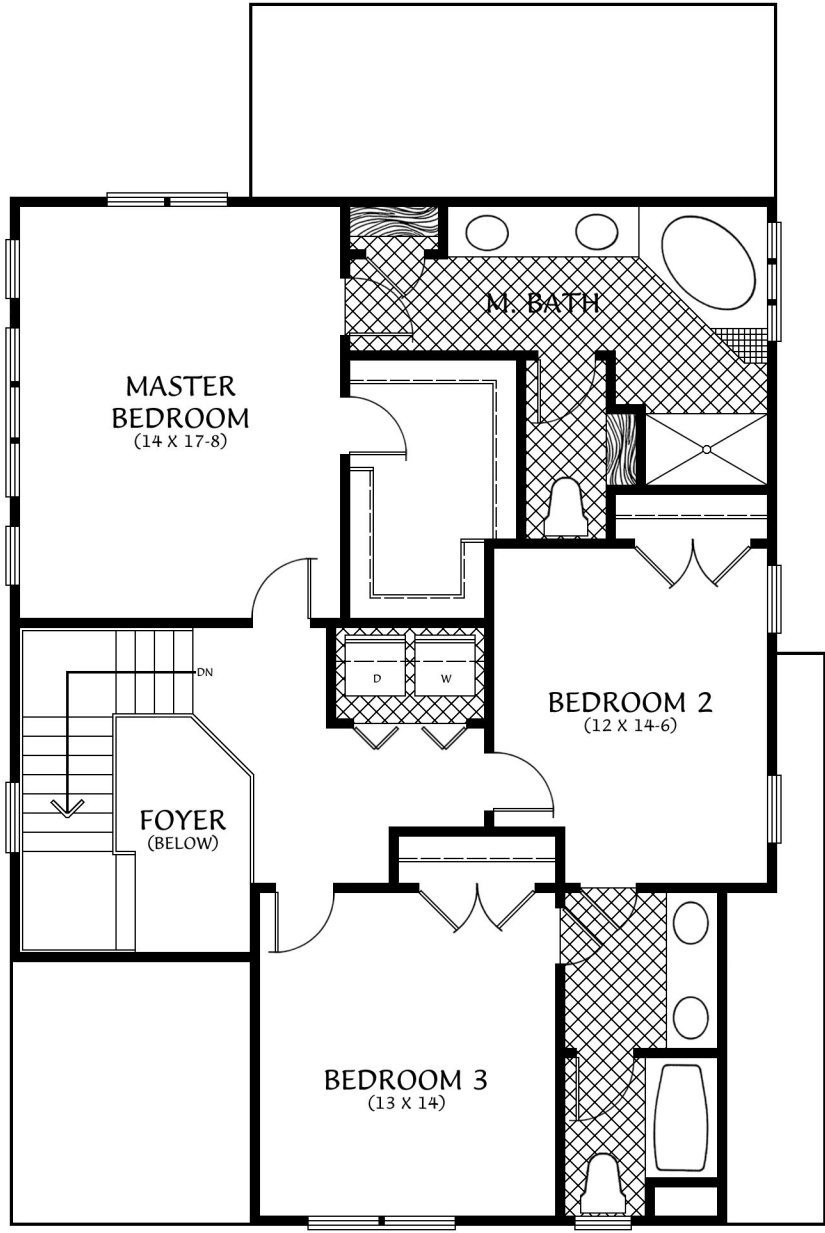 M. BATH
MASTER
BEDROOM
(14 X 17-8)
DN
D
W
BEDROOM 2
(12 X 14-6)
FOYER
(BELOW)
BEDROOM 3
(13 X 14)